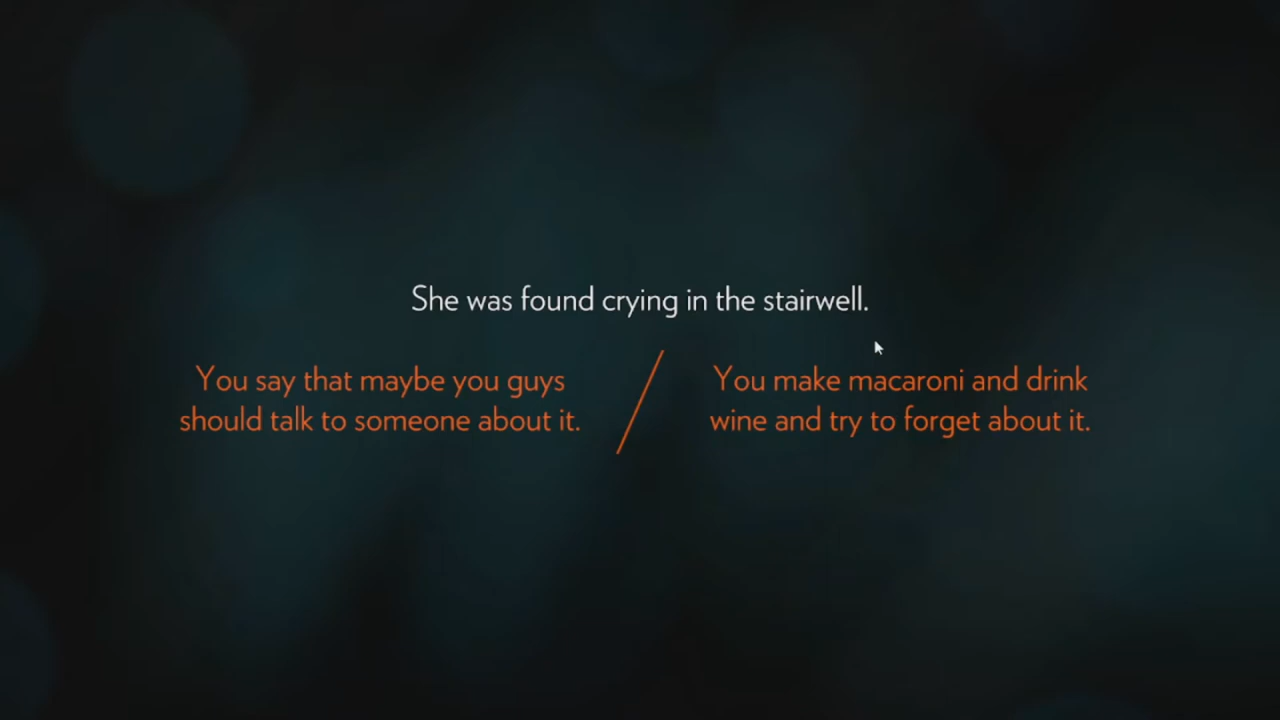 She was found crying in the stairwell.
You say that maybe you guys
should talk to someone about it.
You make macaroni and drink
wine and try to forget about it.